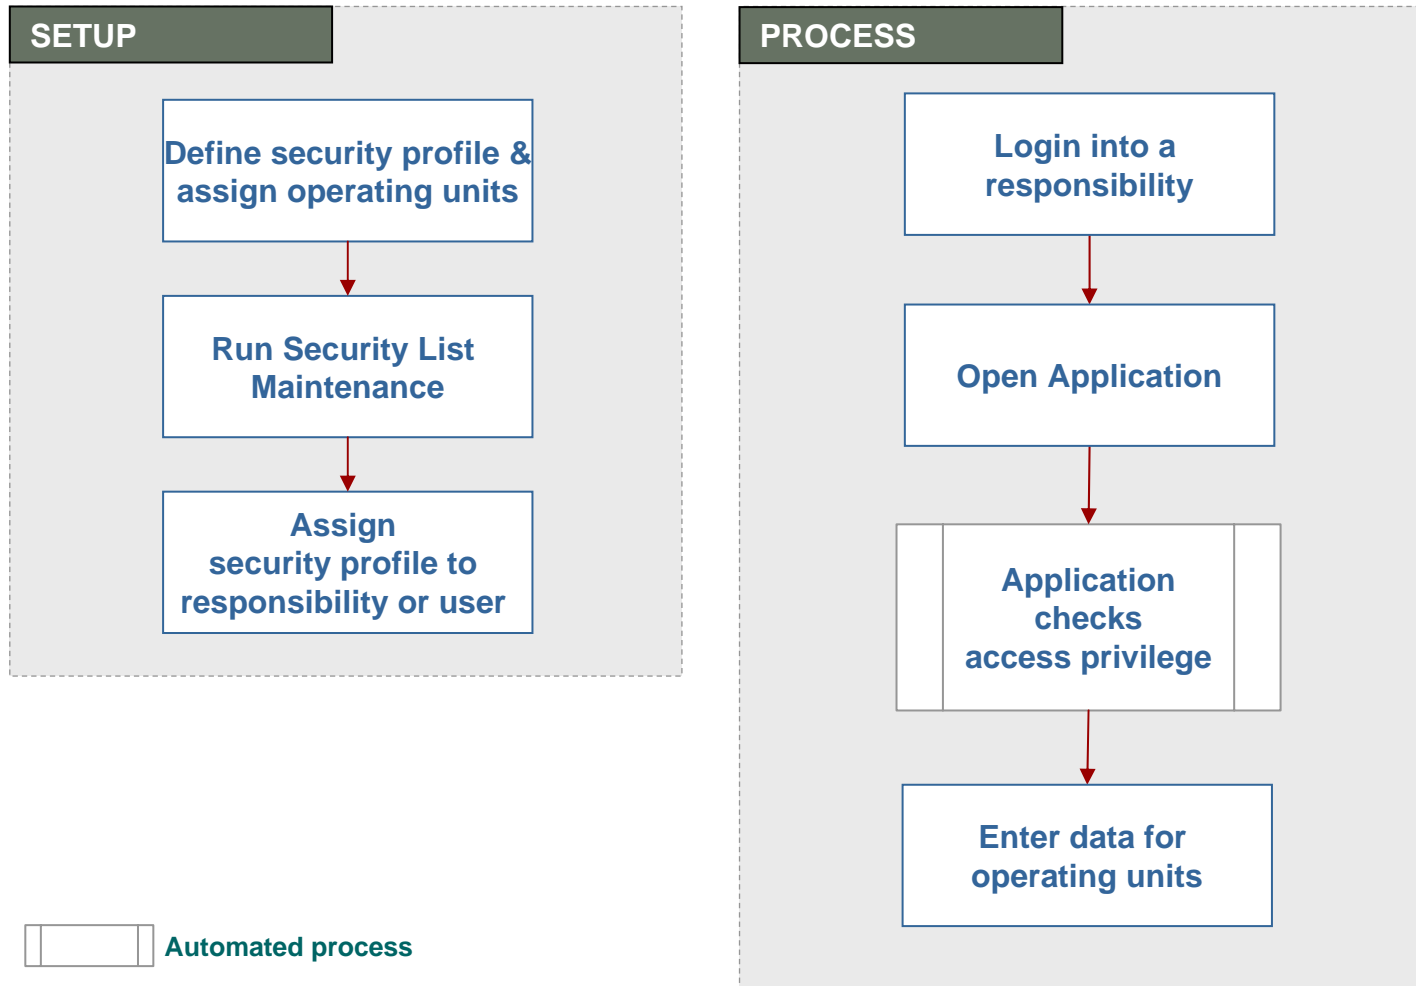 SETUP
Define security profile &
assign operating units
Run Security List
Maintenance
Assign
security profile to
responsibility or user
Automated process
PROCESS
Login into a
responsibility
Open Application
Application
checks
access privilege
Enter data for
operating units